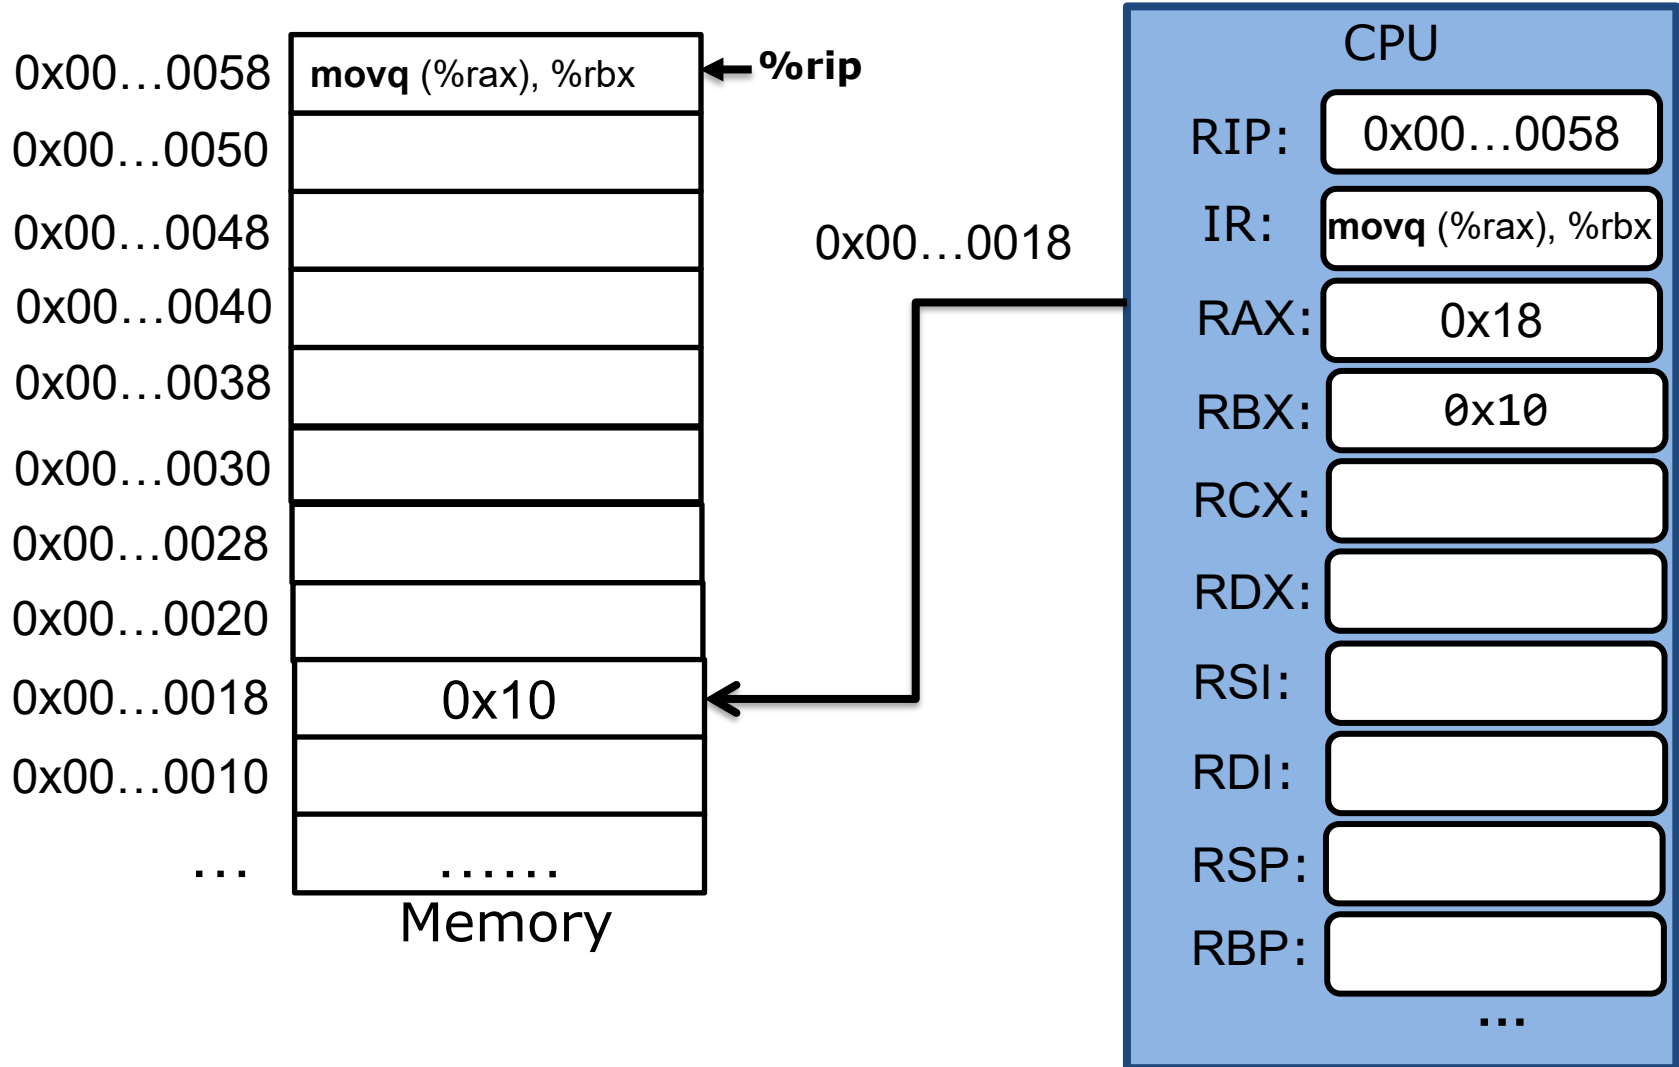 0x00…0058 movq (%rax), %rbx %rip
0x00…0050
0x00…0048
0x00…0040
0x00…0038
0x00…0030
0x00…0028
0x00…0020
0x00…0018 0x10
0x00…0010
… ……
Memory
0x00…0018
CPU
RIP: 0x00…0058
IR: movq (%rax), %rbx
RAX: 0x18
RBX: 0x10
RCX:
RDX:
RSI:
RDI:
RSP:
RBP:
…